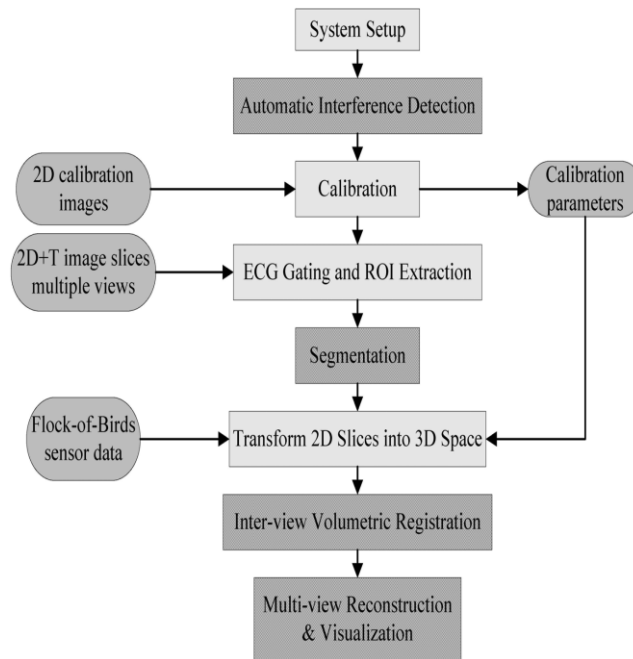 System Setup
Automatic Interference Detection
2D calibration
images
Calibration
Calibration
parameters
2D+T image slices
multiple views
ECG Gating and ROI Extraction
Segmentation
Flock-of-Birds
sensor data
Transform 2D Slices into 3D Space
Inter-view Volumetric Registration
Multi-view Reconstruction
& Visualization